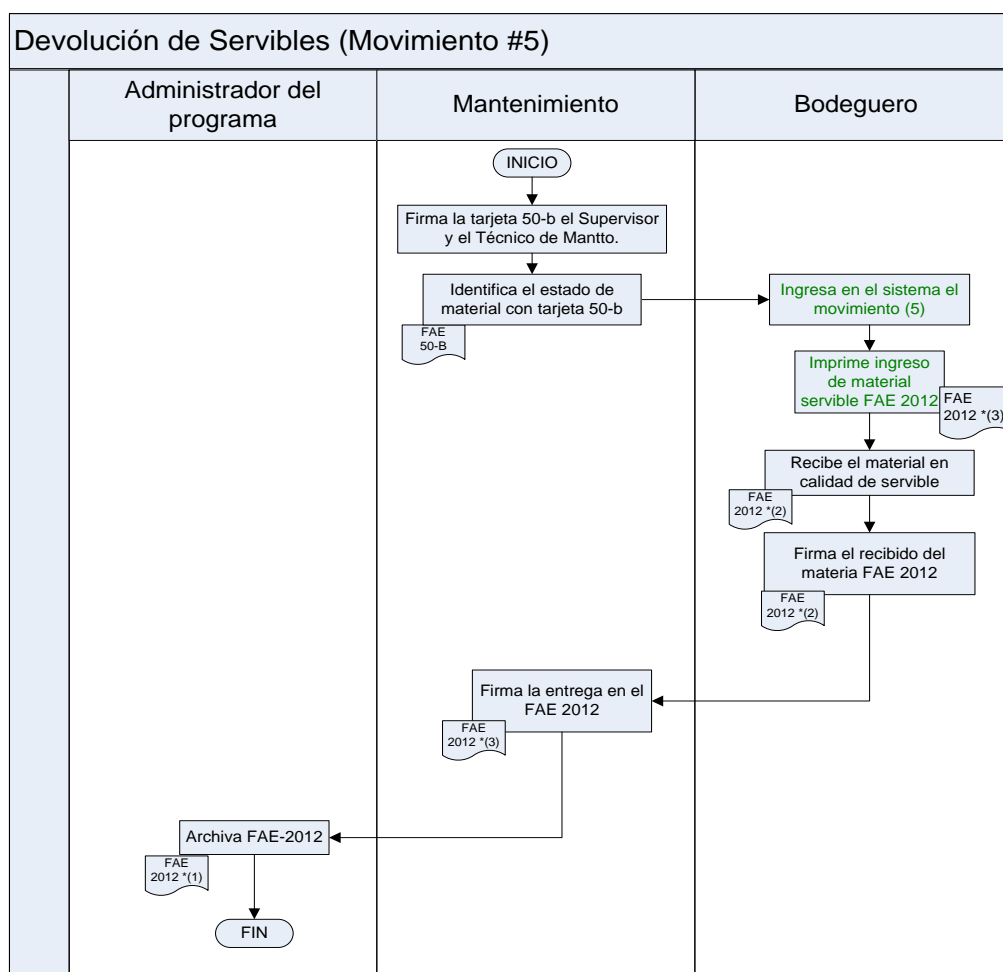 Devolución de Servibles (Movimiento #5)
Administrador del
programa
Mantenimiento
Bodeguero
INICIO
Firma la tarjeta 50-b el Supervisor
y el Técnico de Mantto.
Identifica el estado de
material con tarjeta 50-b
FAE
50-B
Ingresa en el sistema el
movimiento (5)
Imprime ingreso
de material
servible FAE 2012
FAE
2012 *(3)
Recibe el material en
calidad de servible
FAE
2012 *(2)
Firma el recibido del
materia FAE 2012
FAE
2012 *(2)
Firma la entrega en el
FAE 2012
FAE
2012 *(3)
Archiva FAE-2012
FAE
2012 *(1)
FIN